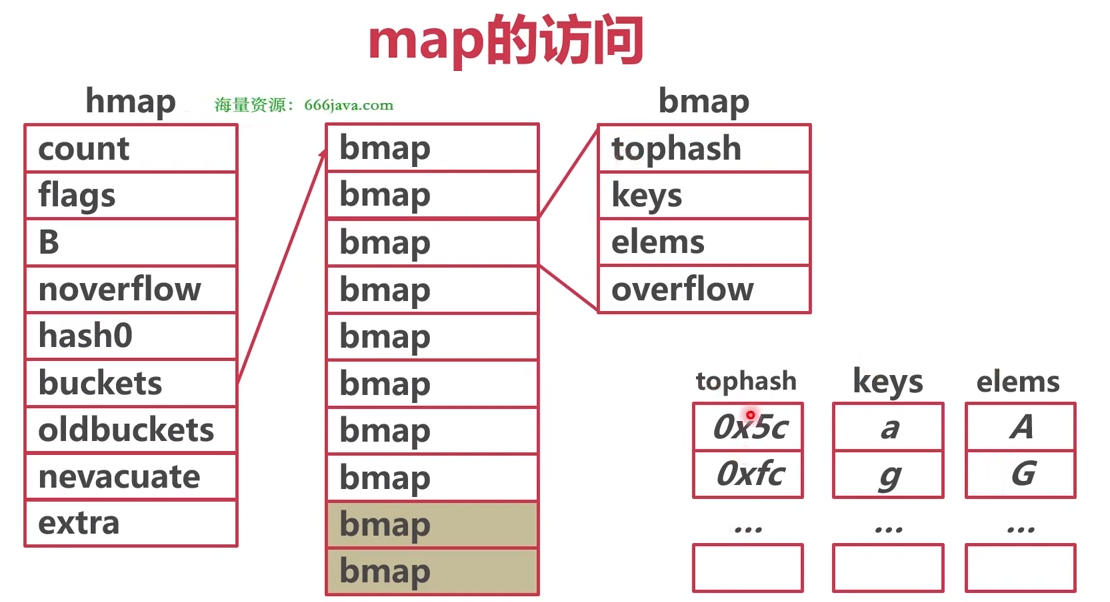 map的访问
hmap
海量资源：666java.com
bmap
count
flags
B
noverflow
hash0
buckets
oldbuckets
nevacuate
extra
bmap
bmap
bmap
bmap
bmap
bmap
bmap
bmap
bmap
bmap
tophash
keys
elems
overflow
tophash keys elems
0x5c a A
0xfc g G
... ... ...